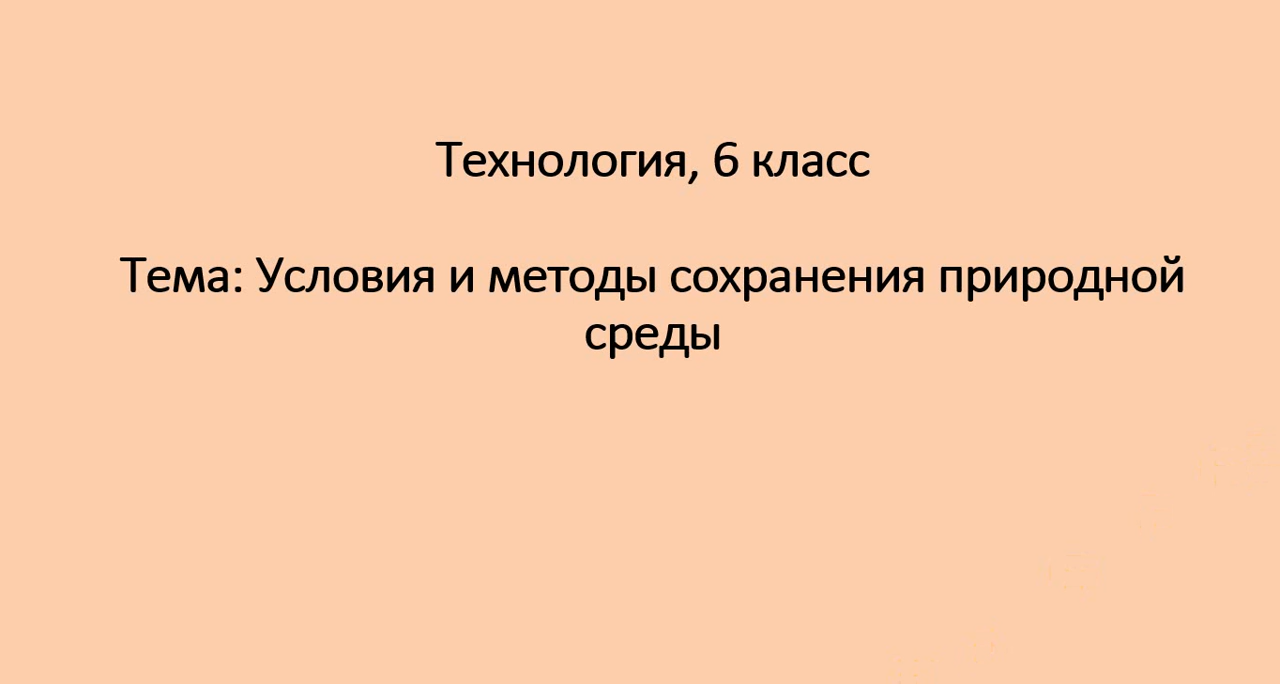 Технология, 6 класс
Тема: Условия и методы сохранения природной
среды